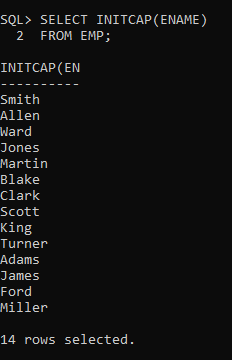 SQL> SELECT INITCAP(ENAME)
  2  FROM EMP;
INITCAP(EN
----------
Smith
Allen
Ward
Jones
Martin
Blake
Clark
Scott
King
Turner
Adams
James
Ford
Miller
14 rows selected.